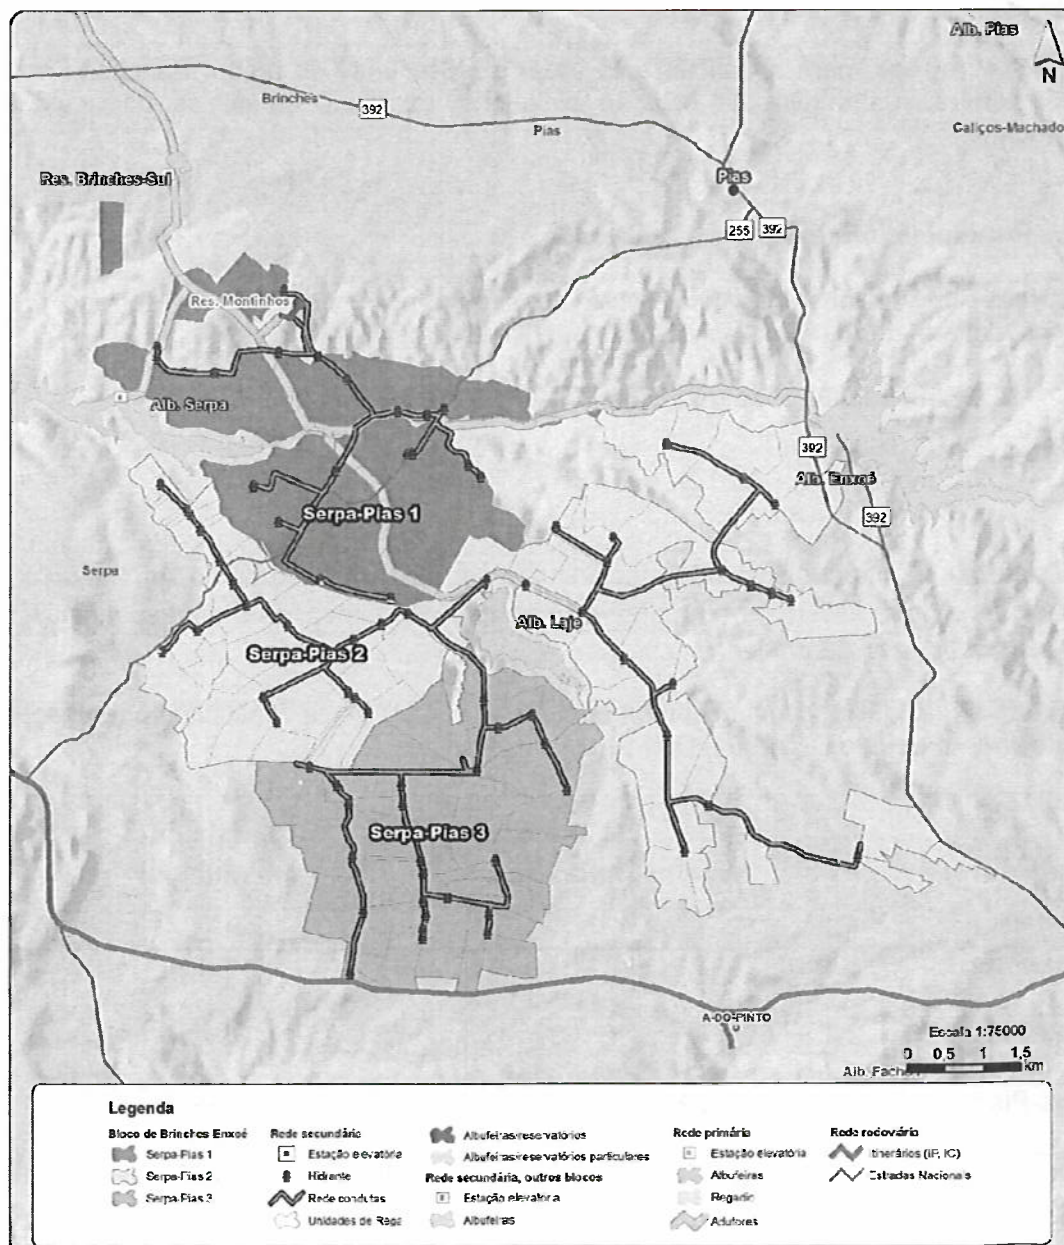 Alb. Pias
N
Brinches
392
Pias
Caliços-Machado
Res. Brinches-Sul
Pias
255
392
Res. Montinhos
Alb. Serpa
392
Alb. Enxoé
Serpa-Pias 1
392
Serpa
Alb. Laje
Serpa-Pias 2
Serpa-Pias 3
A-DO-PINTO
Escala 1:75000
0 0,5 1 1,5
km
Alb. Facho
Legenda
Bloco de Brinches Enxoé
Serpa-Pias 1
Serpa-Pias 2
Serpa-Pias 3
Rede secundária
Estação elevatória
Hidrante
Rede condutas
Unidades de Rega
Albufeiras/reservatórios
Albufeiras/reservatórios particulares
Rede secundária, outros blocos
Estação elevatoria
Albufeiras
Rede primária
Estação elevatória
Albufeiras
Regadio
Adutores
Rede rodoviária
Itinerários (IP, IC)
Estradas Nacionais